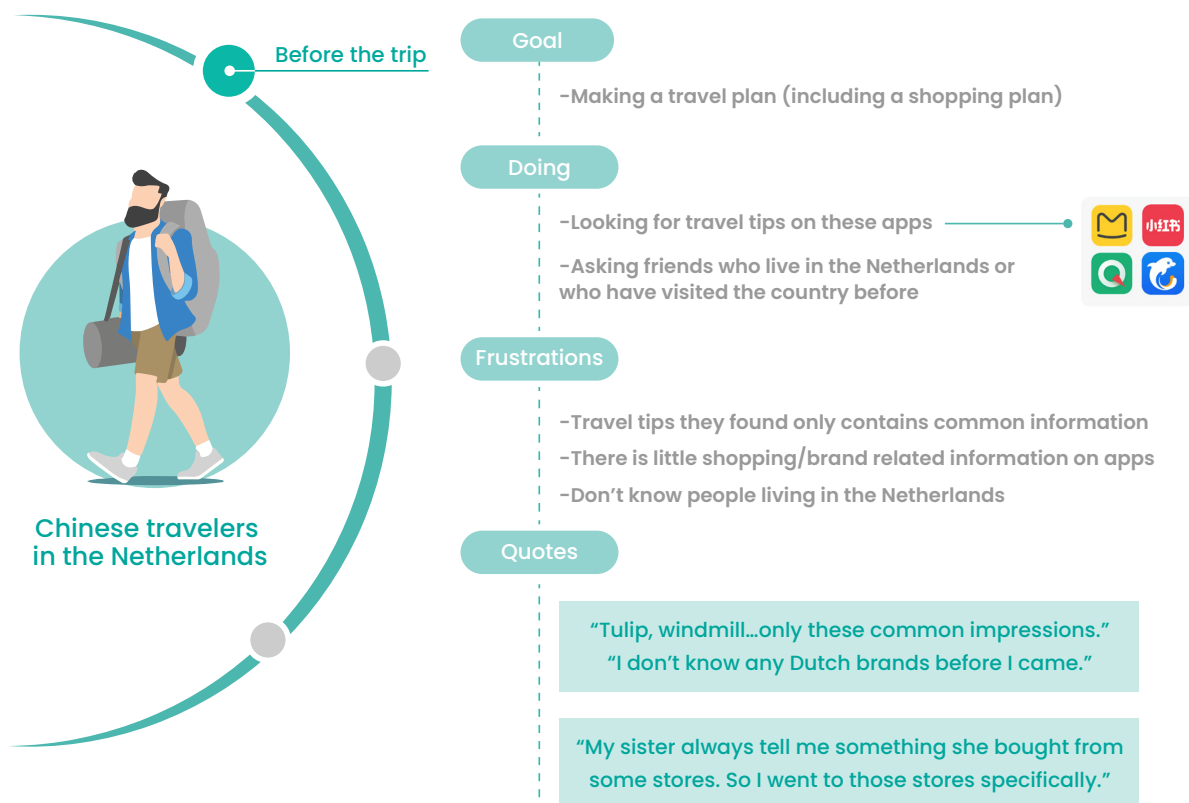 Before the trip
Goal
-Making a travel plan (including a shopping plan)
Doing
-Looking for travel tips on these apps
小红书
-Asking friends who live in the Netherlands or
who have visited the country before
Frustrations
-Travel tips they found only contains common information
-There is little shopping/brand related information on apps
-Don't know people living in the Netherlands
Chinese travelers
in the Netherlands
Quotes
“Tulip, windmill...only these common impressions.”
“I don't know any Dutch brands before I came.”
“My sister always tell me something she bought from
some stores. So I went to those stores specifically.”